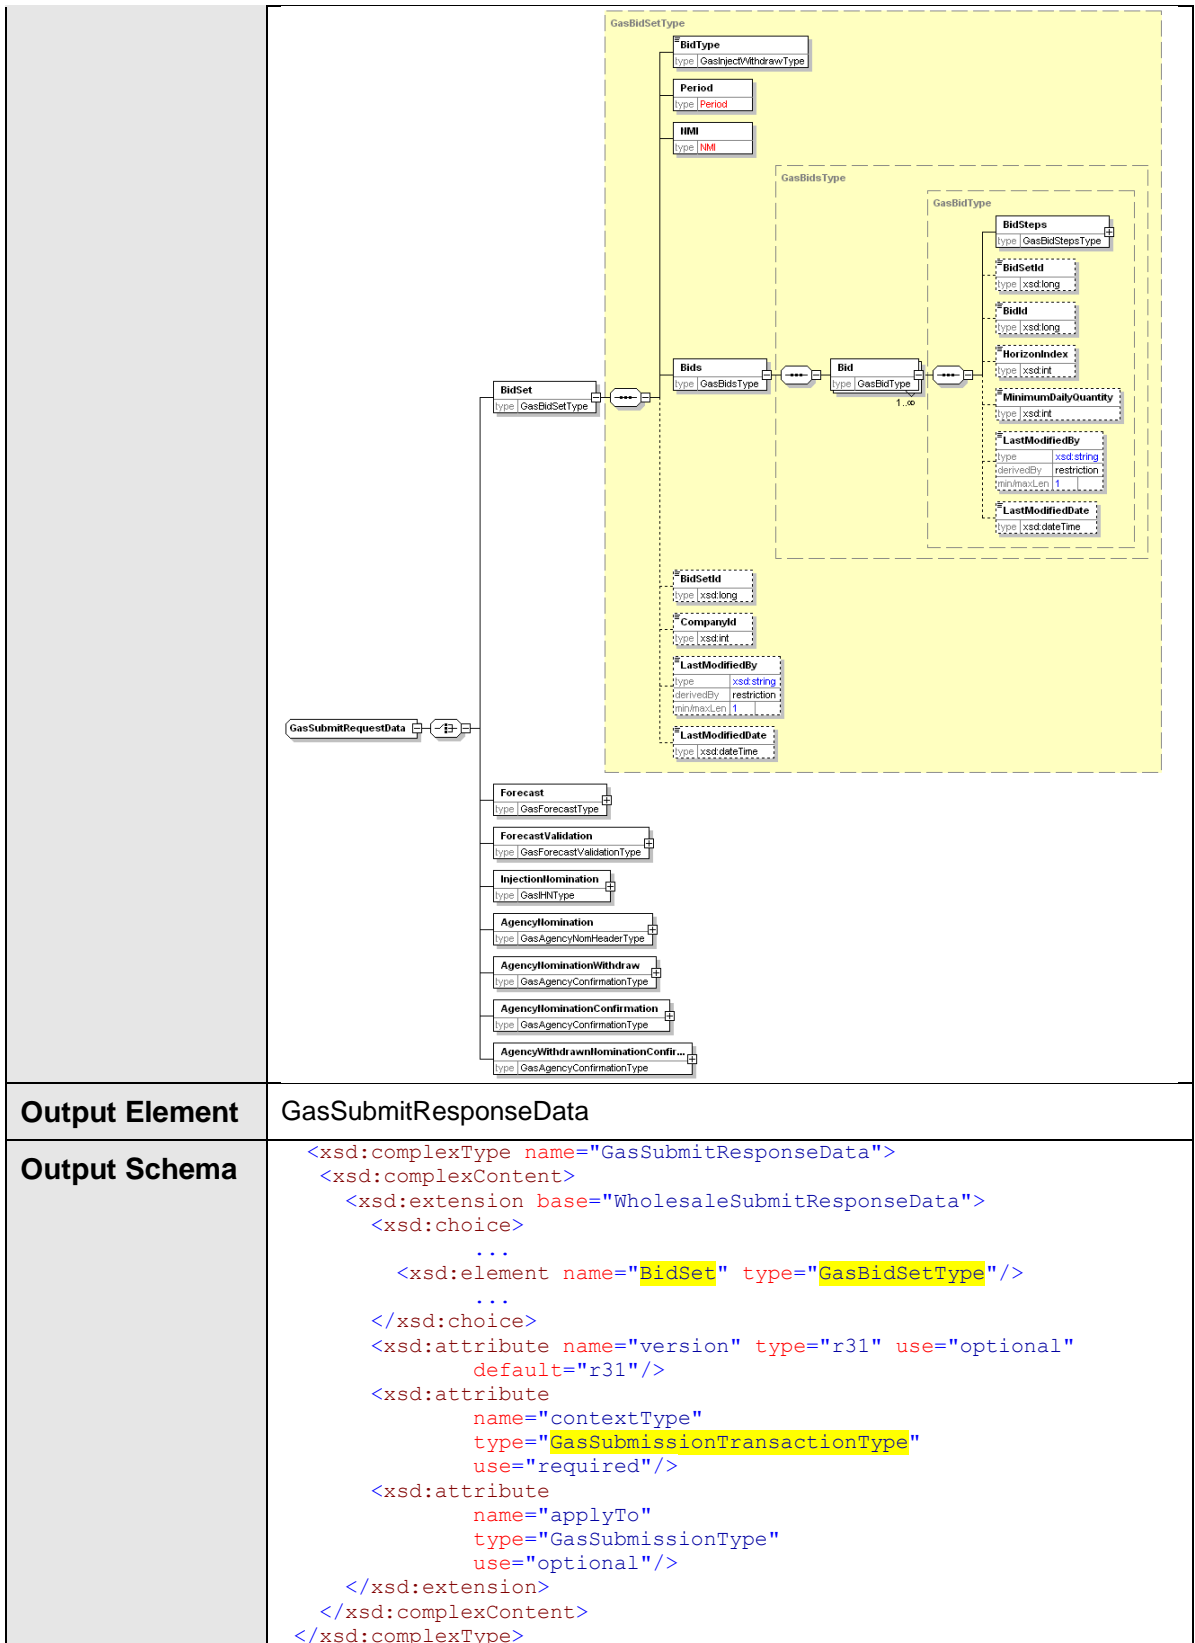 GasBidSetType
BidType
type GasInjectWithdrawType
Period
type Period
NMI
type NMI
GasBidsType
GasBidType
BidSteps
type GasBidStepsType
BidSetId
type xsd:long
BidId
type xsd:long
HorizonIndex
type xsd:int
MinimumDailyQuantity
type xsd:int
LastModifiedBy
type xsd:string
derivedBy restriction
min/maxLen 1
LastModifiedDate
type xsd:dateTime
Bids
type GasBidsType
Bid
type GasBidType
1..∞
BidSet
type GasBidSetType
BidSetId
type xsd:long
CompanyId
type xsd:int
LastModifiedBy
type xsd:string
derivedBy restriction
min/maxLen 1
LastModifiedDate
type xsd:dateTime
GasSubmitRequestData
Forecast
type GasForecastType
ForecastValidation
type GasForecastValidationType
InjectionNomination
type GasIHNType
AgencyNomination
type GasAgencyNomHeaderType
AgencyNominationWithdraw
type GasAgencyConfirmationType
AgencyNominationConfirmation
type GasAgencyConfirmationType
AgencyWithdrawnNominationConfir...
type GasAgencyConfirmationType
Output Element
GasSubmitResponseData
Output Schema
<xsd:complexType name="GasSubmitResponseData">
<xsd:complexContent>
<xsd:extension base="WholesaleSubmitResponseData">
<xsd:choice>
...
<xsd:element name="BidSet" type="GasBidSetType"/>
...
</xsd:choice>
<xsd:attribute name="version" type="r31" use="optional"
default="r31"/>
<xsd:attribute
name="contextType"
type="GasSubmissionTransactionType"
use="required"/>
<xsd:attribute
name="applyTo"
type="GasSubmissionType"
use="optional"/>
</xsd:extension>
</xsd:complexContent>
</xsd:complexType>